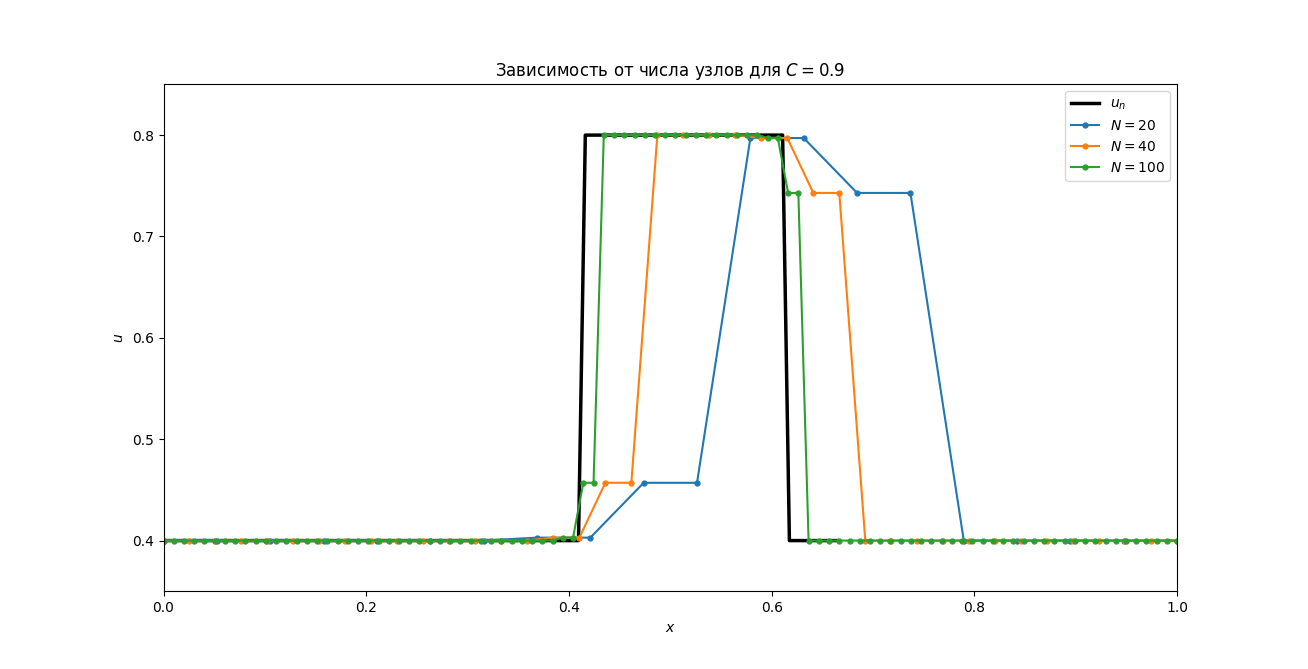 Зависимость от числа узлов для C = 0.9
u_n
N = 20
N = 40
N = 100
0.8
0.7
0.6
0.5
0.4
u
0.0 0.2 0.4 0.6 0.8 1.0
x